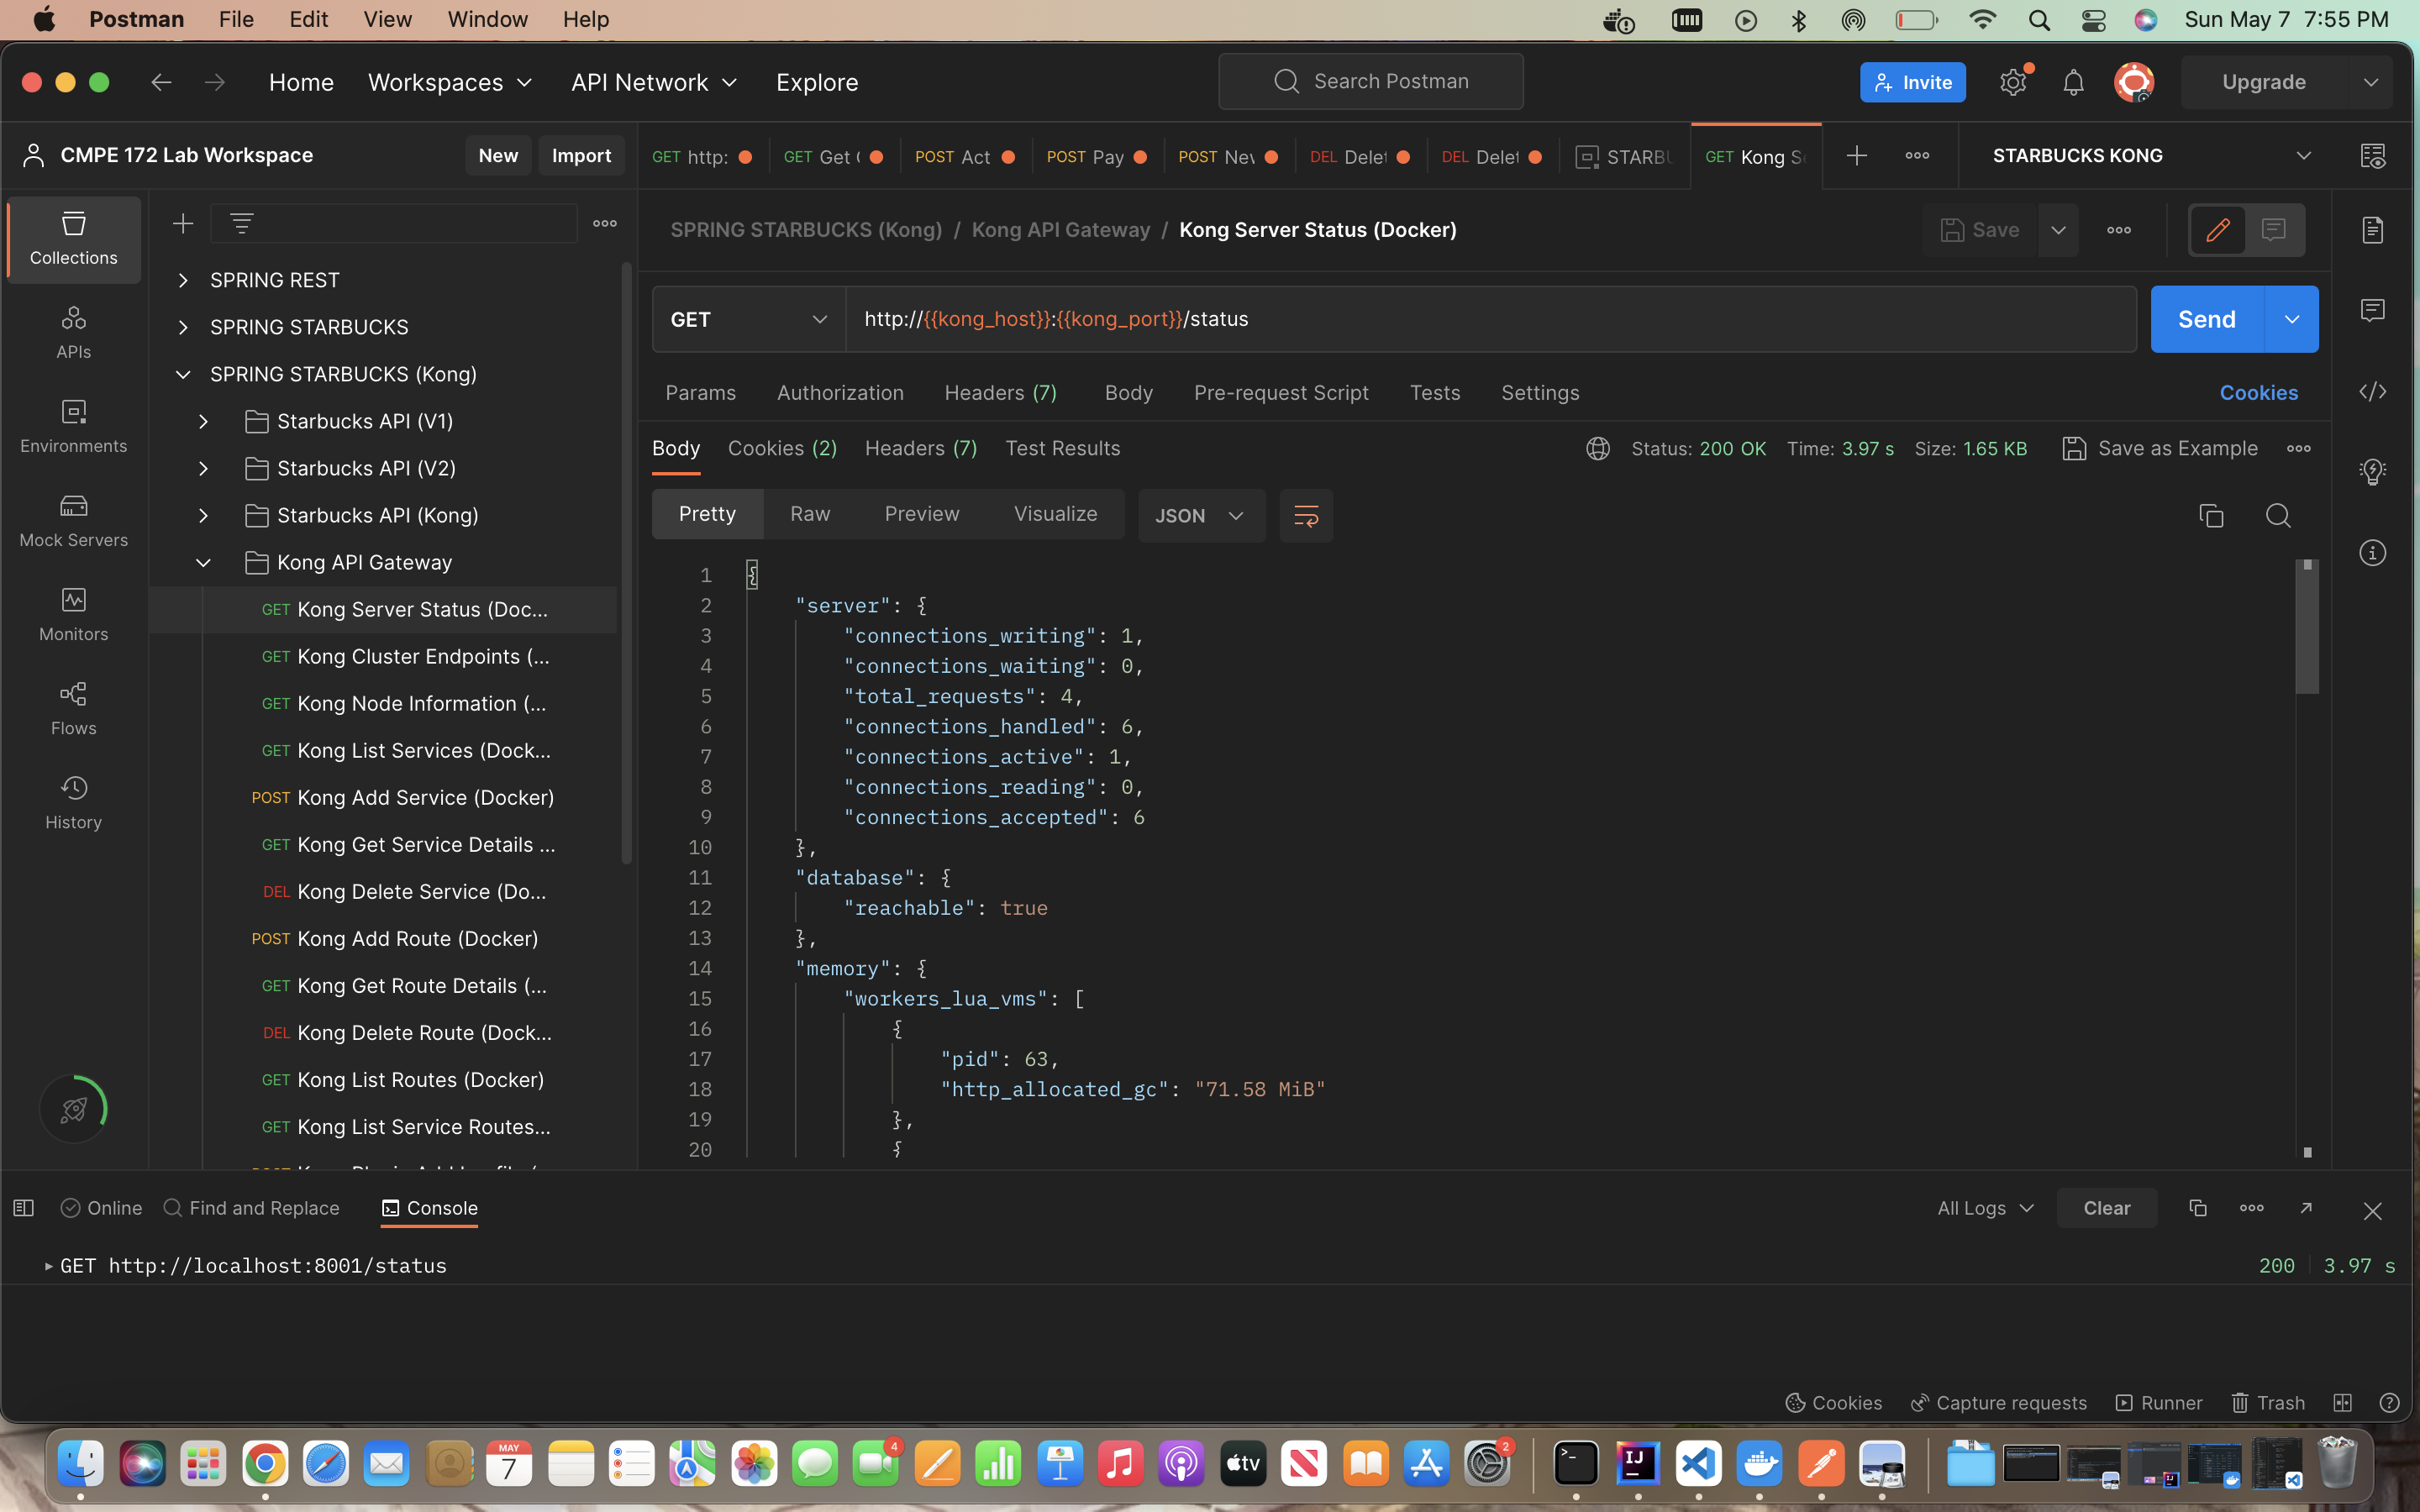 Postman File Edit View Window Help
Sun May 7 7:55 PM
Home Workspaces API Network Explore
Search Postman
Invite
Upgrade
CMPE 172 Lab Workspace
New Import
GET http:
GET Get
POST Act
POST Pay
POST
DEL
DEL
STARBU
GET Kong
STARBUCKS KONG
Collections
APIs
Environments
Mock Servers
Monitors
Flows
History
SPRING REST
SPRING STARBUCKS
SPRING STARBUCKS (Kong)
Starbucks API (V1)
Starbucks API (V2)
Starbucks API (Kong)
Kong API Gateway
GET Kong Server Status (Doc...
GET Kong Cluster Endpoints (...
GET Kong Node Information (...
GET Kong List Services (Dock...
POST Kong Add Service (Docker)
GET Kong Get Service Details ...
DEL Kong Delete Service (Do...
POST Kong Add Route (Docker)
GET Kong Get Route Details (...
DEL Kong Delete Route (Dock...
GET Kong List Routes (Docker)
GET Kong List Service Routes...
SPRING STARBUCKS (Kong) / Kong API Gateway / Kong Server Status (Docker)
Save
GET http://{{kong_host}}:{{kong_port}}/status
Send
Params Authorization Headers (7) Body Pre-request Script Tests Settings Cookies
Body Cookies (2) Headers (7) Test Results
Status: 200 OK Time: 3.97 s Size: 1.65 KB Save as Example
Pretty Raw Preview Visualize JSON
1 {
2 "server": {
3 "connections_writing": 1,
4 "connections_waiting": 0,
5 "total_requests": 4,
6 "connections_handled": 6,
7 "connections_active": 1,
8 "connections_reading": 0,
9 "connections_accepted": 6
10 },
11 "database": {
12 "reachable": true
13 },
14 "memory": {
15 "workers_lua_vms": [
16 {
17 "pid": 63,
18 "http_allocated_gc": "71.58 MiB"
19 },
20 {
Online Find and Replace Console
All Logs Clear
GET http://localhost:8001/status
200 3.97 s
Cookies Capture requests Runner Trash
MAY
7
4
tv
2
IJ